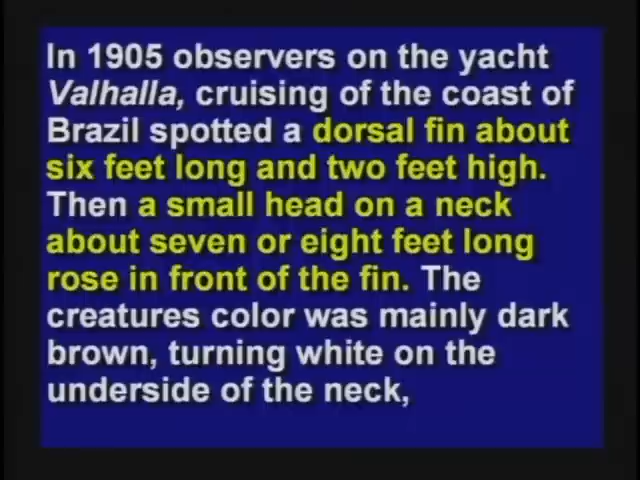 In 1905 observers on the yacht
Valhalla, cruising of the coast of
Brazil spotted a dorsal fin about
six feet long and two feet high.
Then a small head on a neck
about seven or eight feet long
rose in front of the fin. The
creatures color was mainly dark
brown, turning white on the
underside of the neck,